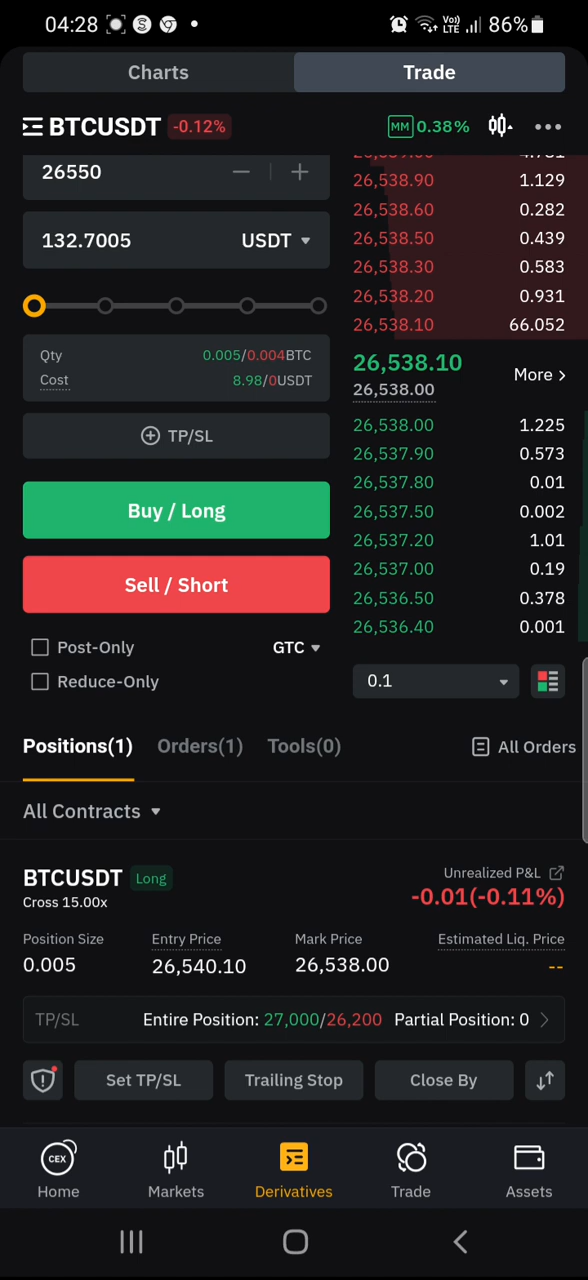 04:28 S Vo) LTE 86%
Charts Trade
BTCUSDT -0.12% MM 0.38%
26550
132.7005 USDT
Qty 0.005/0.004BTC
Cost 8.98/0USDT
TP/SL
Buy / Long
Sell / Short
Post-Only GTC
Reduce-Only
26,538.90 1.129
26,538.60 0.282
26,538.50 0.439
26,538.30 0.583
26,538.20 0.931
26,538.10 66.052
26,538.10
26,538.00
More
26,538.00 1.225
26,537.90 0.573
26,537.80 0.01
26,537.50 0.002
26,537.20 1.01
26,537.00 0.19
26,536.50 0.378
26,536.40 0.001
0.1
Positions(1) Orders(1) Tools(0) All Orders
All Contracts
BTCUSDT Long
Cross 15.00x
Unrealized P&L
-0.01(-0.11%)
Position Size Entry Price Mark Price Estimated Liq. Price
0.005 26,540.10 26,538.00 --
TP/SL Entire Position: 27,000/26,200 Partial Position: 0
Set TP/SL Trailing Stop Close By
CEX
Home Markets Derivatives Trade Assets